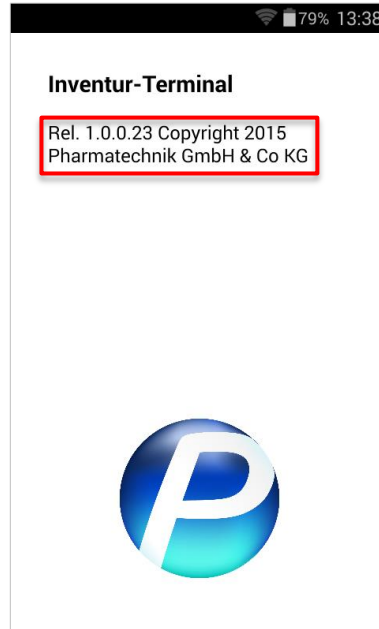 79% 13:38
Inventur-Terminal
Rel. 1.0.0.23 Copyright 2015
Pharmatechnik GmbH & Co KG
P